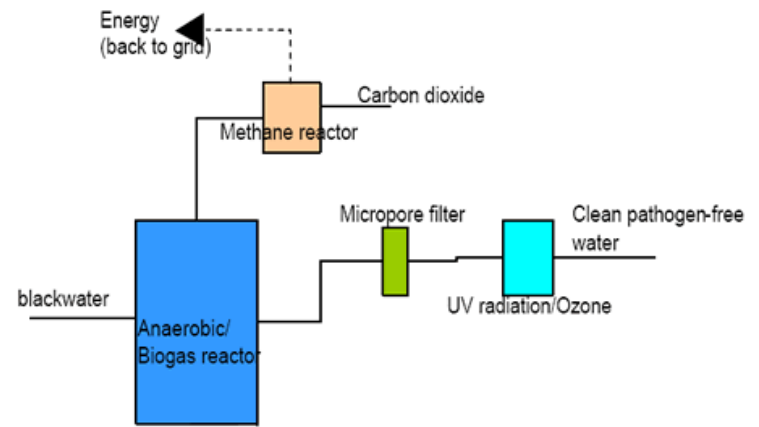 Energy
(back to grid)
Carbon dioxide
Methane reactor
Micropore filter
Clean pathogen-free
water
blackwater
UV radiation/Ozone
Anaerobic/
Biogas reactor